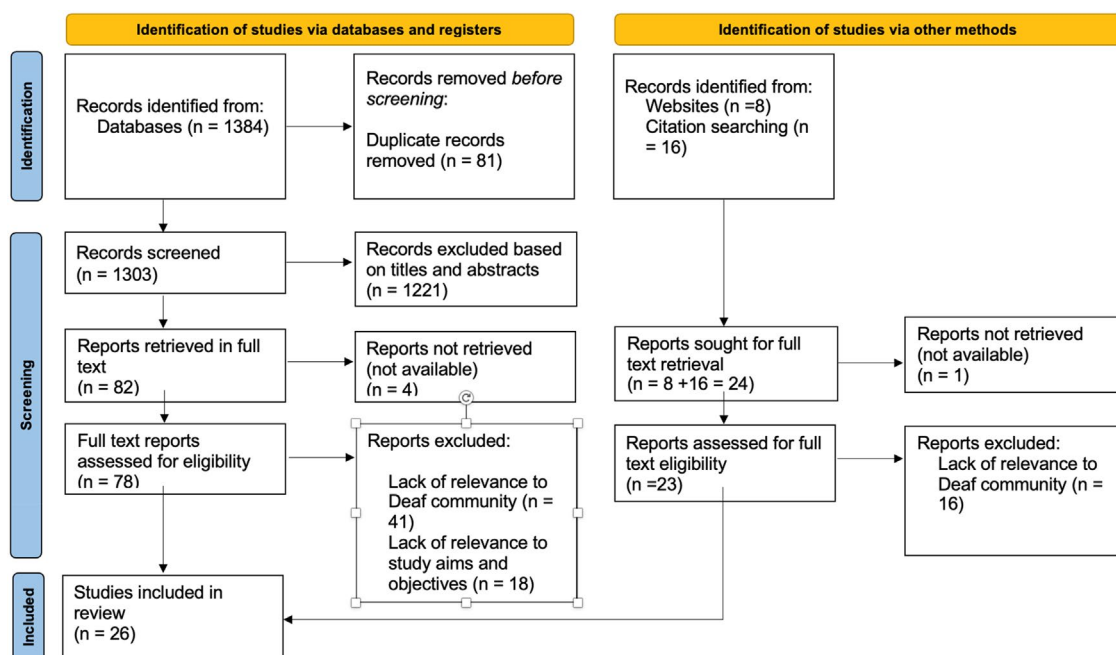 Identification of studies via databases and registers
Identification of studies via other methods
Identification
Records identified from:
Databases (n = 1384)
Records removed before
screening:
Duplicate records
removed (n = 81)
Records identified from:
Websites (n =8)
Citation searching (n
= 16)
Screening
Records screened
(n = 1303)
Records excluded based
on titles and abstracts
(n = 1221)
Reports retrieved in full
text
(n = 82)
Reports not retrieved
(not available)
(n = 4)
Reports sought for full
text retrieval
(n = 8 +16 = 24)
Reports not retrieved
(not available)
(n = 1)
Full text reports
assessed for eligibility
(n = 78)
Reports excluded:
Lack of relevance to
Deaf community (n =
41)
Lack of relevance to
study aims and
objectives (n = 18)
Reports assessed for full
text eligibility
(n =23)
Reports excluded:
Lack of relevance to
Deaf community (n =
16)
Included
Studies included in
review
(n = 26)